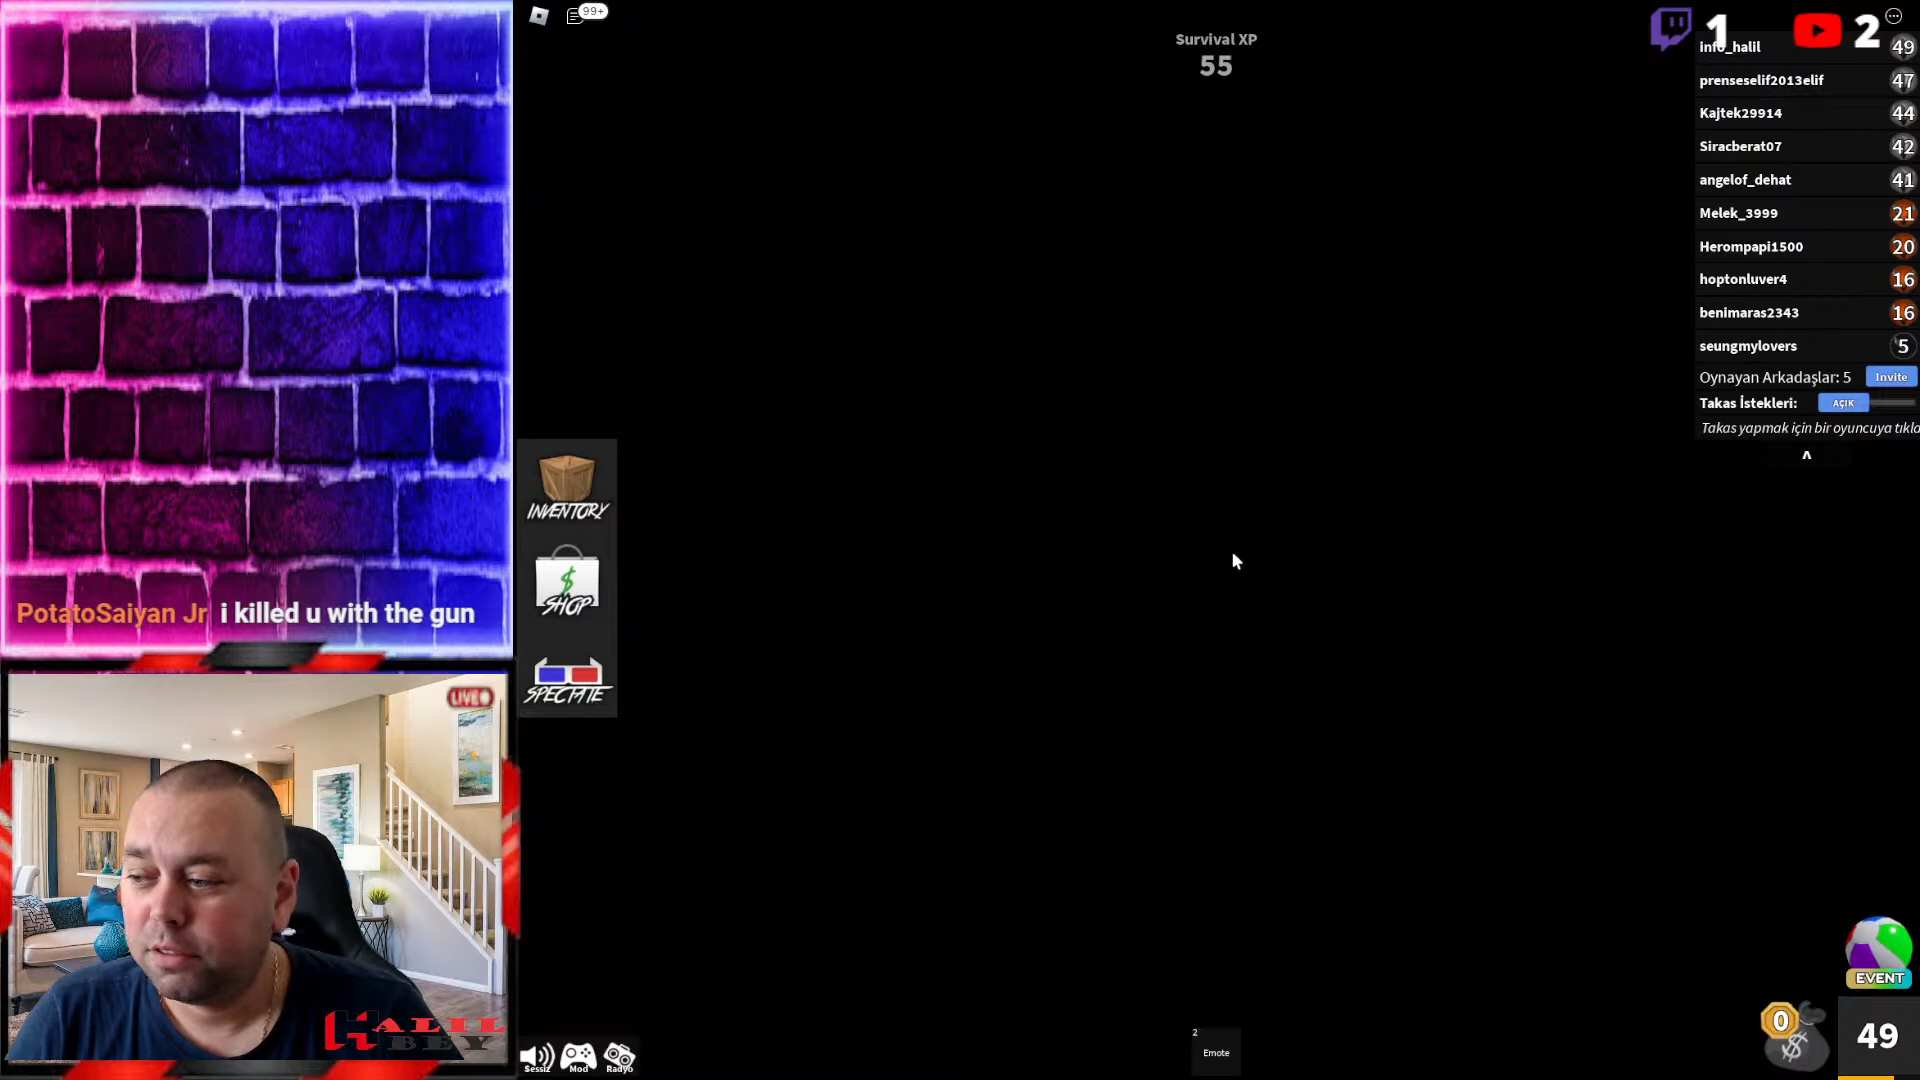 99+
Survival XP
55
1
2
info_halil 49
prenseselif2013elif 47
Kajtek29914 44
Siracberat07 42
angelof_dehat 41
Melek_3999 21
Herompapi1500 20
hoptonluver4 16
benimaras2343 16
seungmylovers 5
Oynayan Arkadaşlar: 5 Invite
Takas İstekleri: AÇIK
Takas yapmak için bir oyuncuya tıkla
INVENTORY
SHOP
SPECTATE
PotatoSaiyan Jr i killed u with the gun
LIVE
HALIL
BEY
Sessiz Mod Radyo
2
Emote
EVENT
0
49